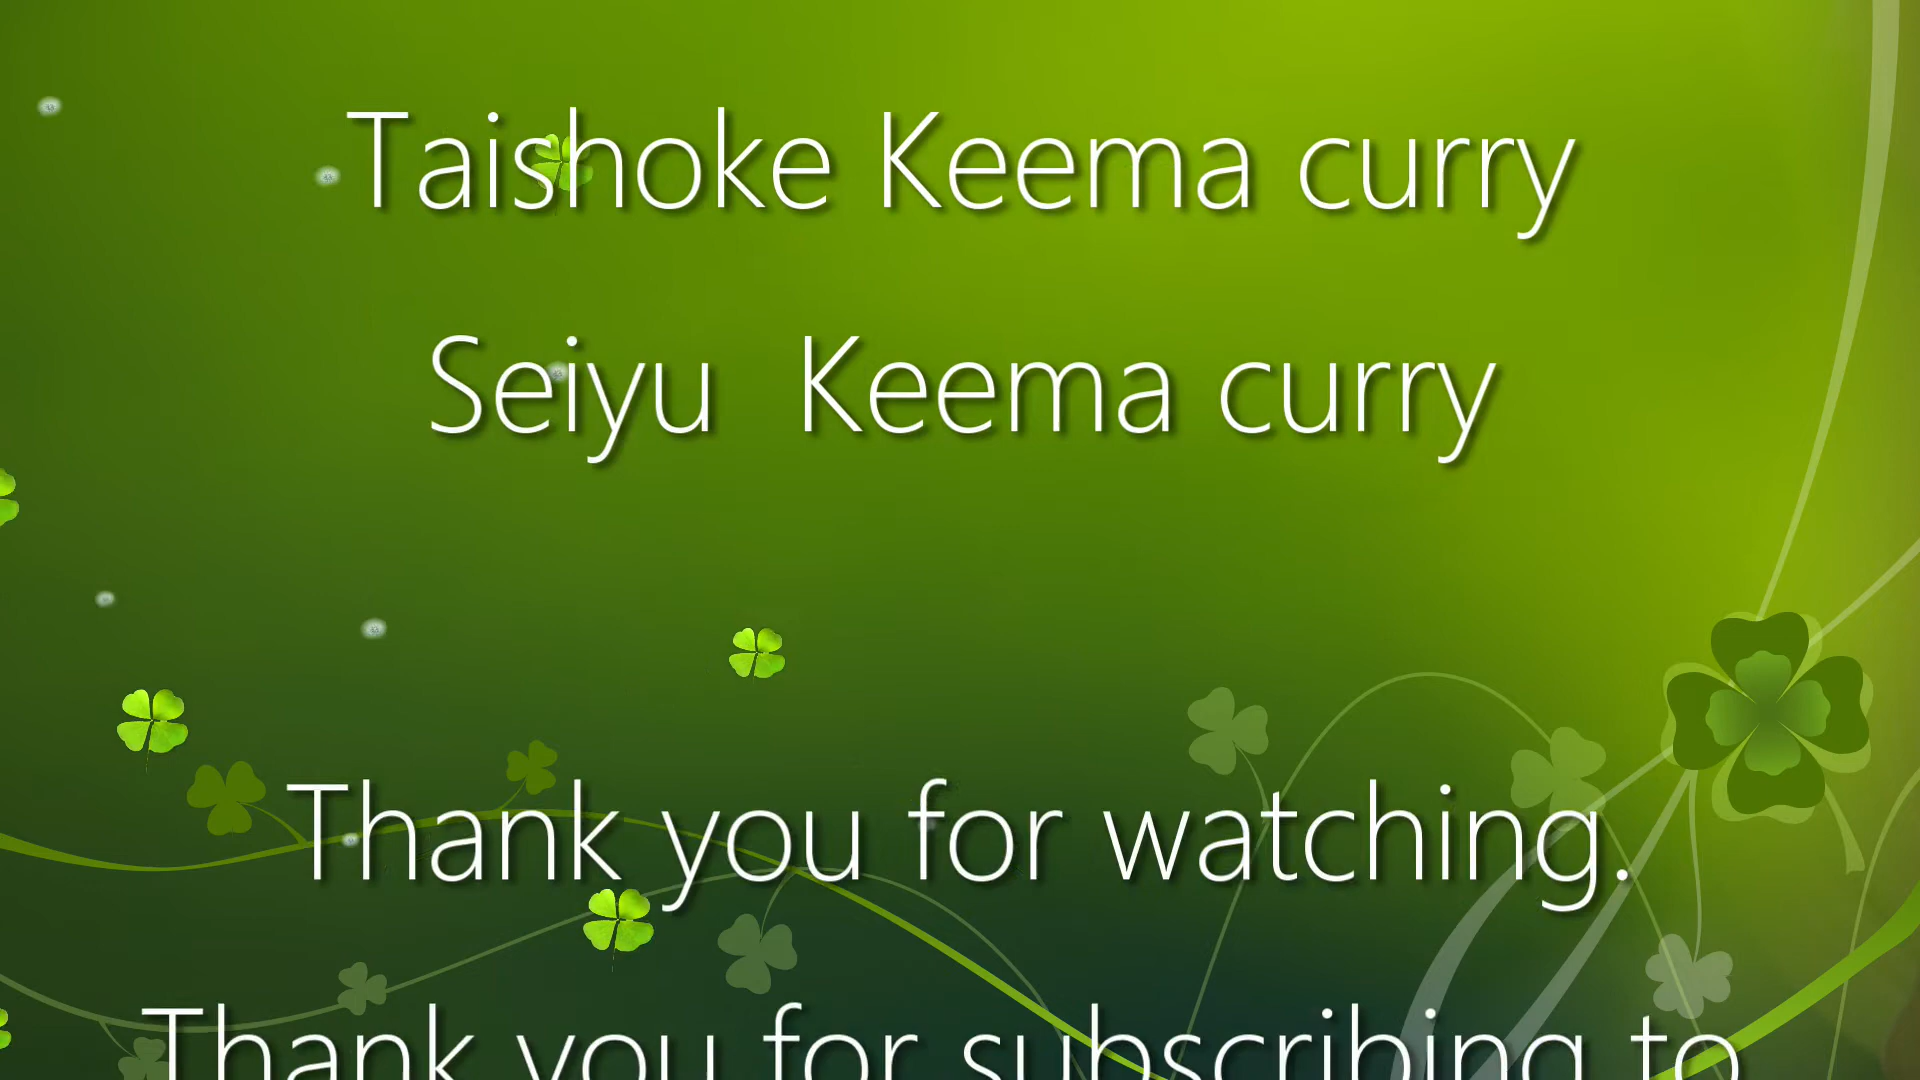 Taishoke Keema curry
Seiyu  Keema curry
Thank you for watching.
Thank you for subscribing to